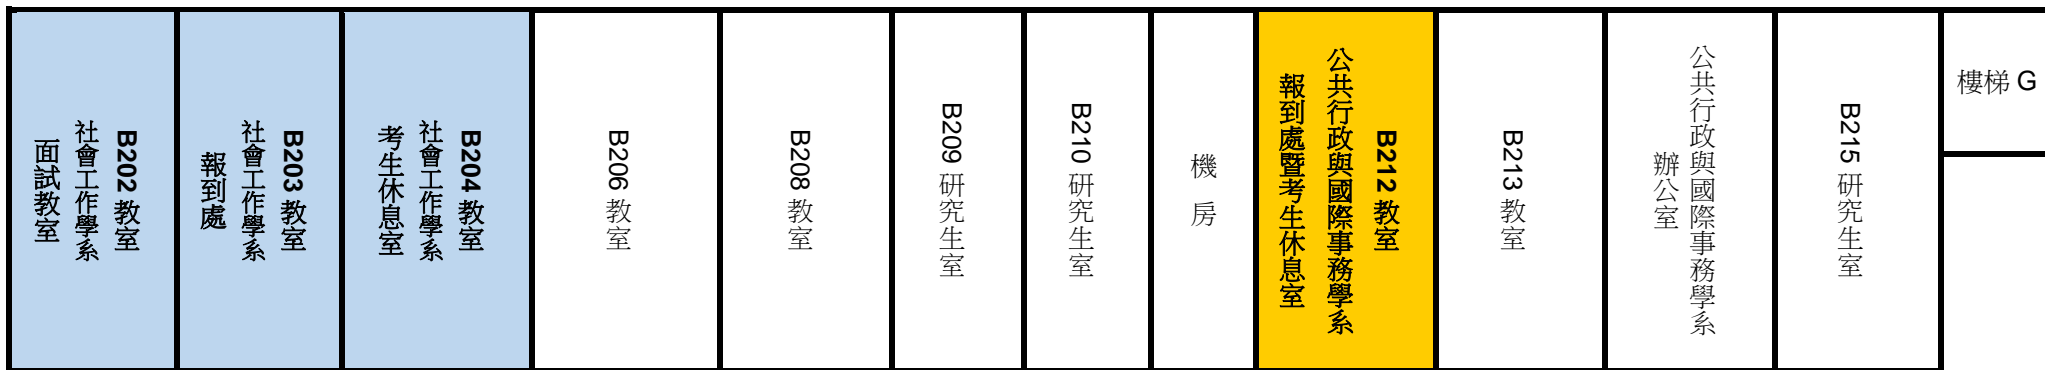 B202 教室
社會工作學系
面試教室
B203 教室
社會工作學系
報到處
B204 教室
社會工作學系
考生休息室
B206 教室
B208 教室
B209 研究生室
B210 研究生室
機房
B212 教室
公共行政與國際事務學系
報到處暨考生休息室
B213 教室
公共行政與國際事務學系
辦公室
B215 研究生室
樓梯 G